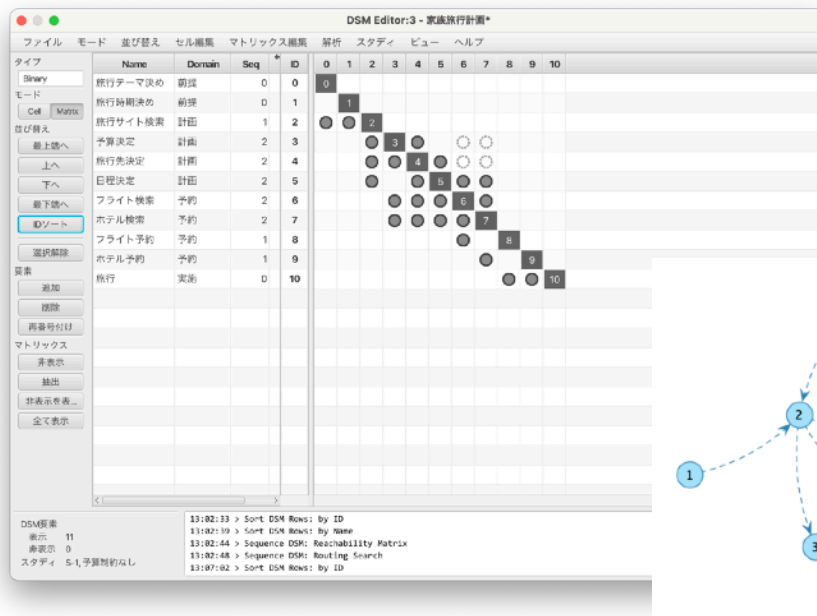 DSM Editor:3 - 家族旅行計画*
ファイル モード 並び替え セル編集 マトリックス編集 解析 スタディ ビュー ヘルプ
タイプ
Binary
モード
Cell Matrix
並び替え
最上端へ
上へ
下へ
最下端へ
IDソート
選択解除
要素
追加
削除
再番号付け
マトリックス
非表示
抽出
非表示を表...
全て表示
Name Domain Seq ID 0 1 2 3 4 5 6 7 8 9 10
旅行テーマ決め 前提 0 0 0
旅行時期決め 前提 0 1 1
旅行サイト検索 計画 1 2 2
予算決定 計画 2 3 3
旅行先決定 計画 2 4 4
日程決定 計画 2 5 5
フライト検索 予約 2 6 6
ホテル検索 予約 2 7 7
フライト予約 予約 1 8 8
ホテル予約 予約 1 9 9
旅行 実施 0 10 10
2
1
3
DSM要素
表示 11
非表示 0
スタディ S-1,予算制約なし
13:02:33 > Sort DSM Rows: by ID
13:02:39 > Sort DSM Rows: by Name
13:02:44 > Sequence DSM: Reachability Matrix
13:02:48 > Sequence DSM: Routing Search
13:07:02 > Sort DSM Rows: by ID